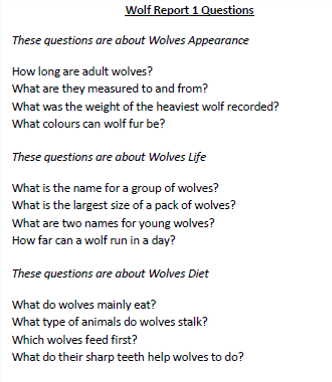 Wolf Report 1 Questions
These questions are about Wolves Appearance
How long are adult wolves?
What are they measured to and from?
What was the weight of the heaviest wolf recorded?
What colours can wolf fur be?
These questions are about Wolves Life
What is the name for a group of wolves?
What is the largest size of a pack of wolves?
What are two names for young wolves?
How far can a wolf run in a day?
These questions are about Wolves Diet
What do wolves mainly eat?
What type of animals do wolves stalk?
Which wolves feed first?
What do their sharp teeth help wolves to do?